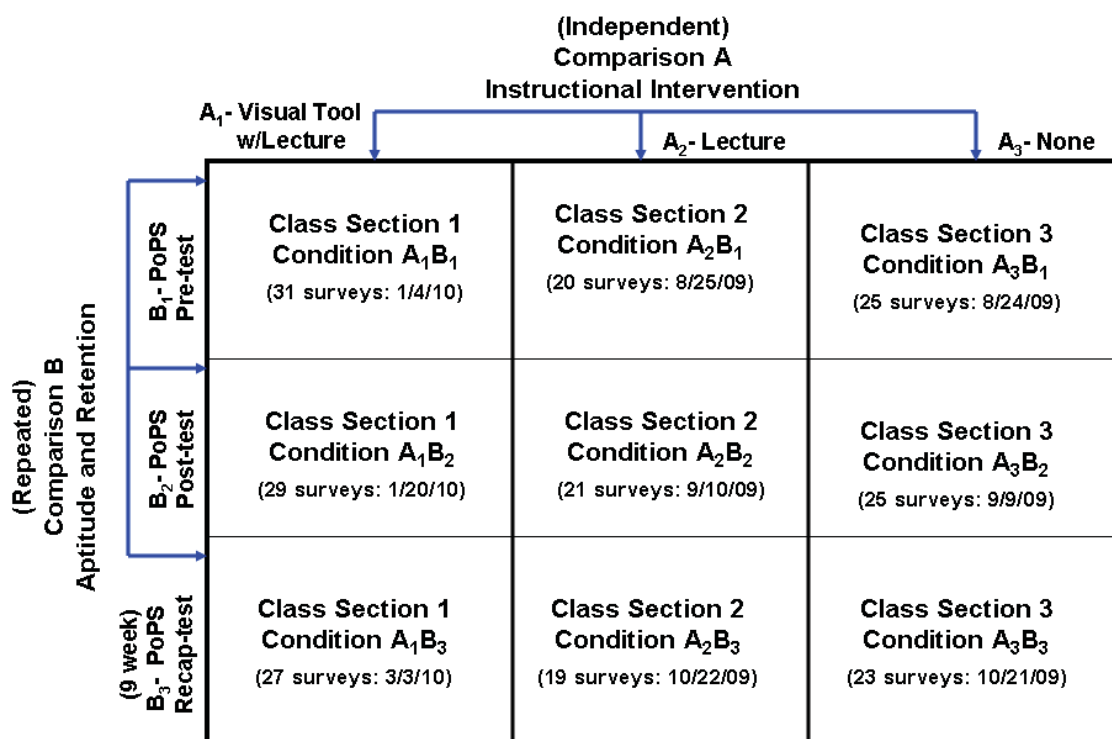 (Independent)
Comparison A
Instructional Intervention
A₁- Visual Tool
w/Lecture
A₂- Lecture
A₃- None
(Repeated)
Comparison B
Aptitude and Retention
B₁- PoPS
Pre-test
Class Section 1
Condition A₁B₁
(31 surveys: 1/4/10)
Class Section 2
Condition A₂B₁
(20 surveys: 8/25/09)
Class Section 3
Condition A₃B₁
(25 surveys: 8/24/09)
B₂- PoPS
Post-test
Class Section 1
Condition A₁B₂
(29 surveys: 1/20/10)
Class Section 2
Condition A₂B₂
(21 surveys: 9/10/09)
Class Section 3
Condition A₃B₂
(25 surveys: 9/9/09)
(9 week)
B₃- PoPS
Recap-test
Class Section 1
Condition A₁B₃
(27 surveys: 3/3/10)
Class Section 2
Condition A₂B₃
(19 surveys: 10/22/09)
Class Section 3
Condition A₃B₃
(23 surveys: 10/21/09)